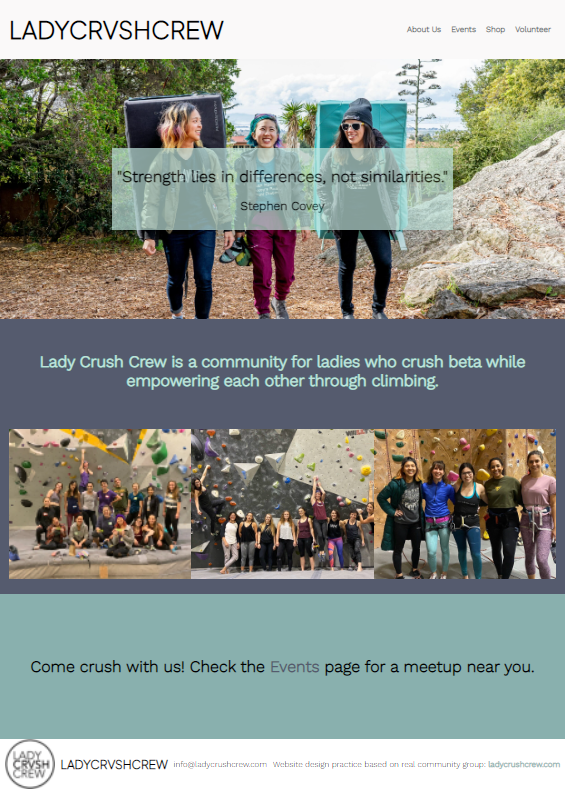 LADYCRVSHCREW
About Us Events Shop Volunteer
"Strength lies in differences, not similarities."
Stephen Covey
Lady Crush Crew is a community for ladies who crush beta while
empowering each other through climbing.
Come crush with us! Check the Events page for a meetup near you.
LADY
CRVSH
CREW
LADYCRVSHCREW info@ladycrushcrew.com Website design practice based on real community group: ladycrushcrew.com